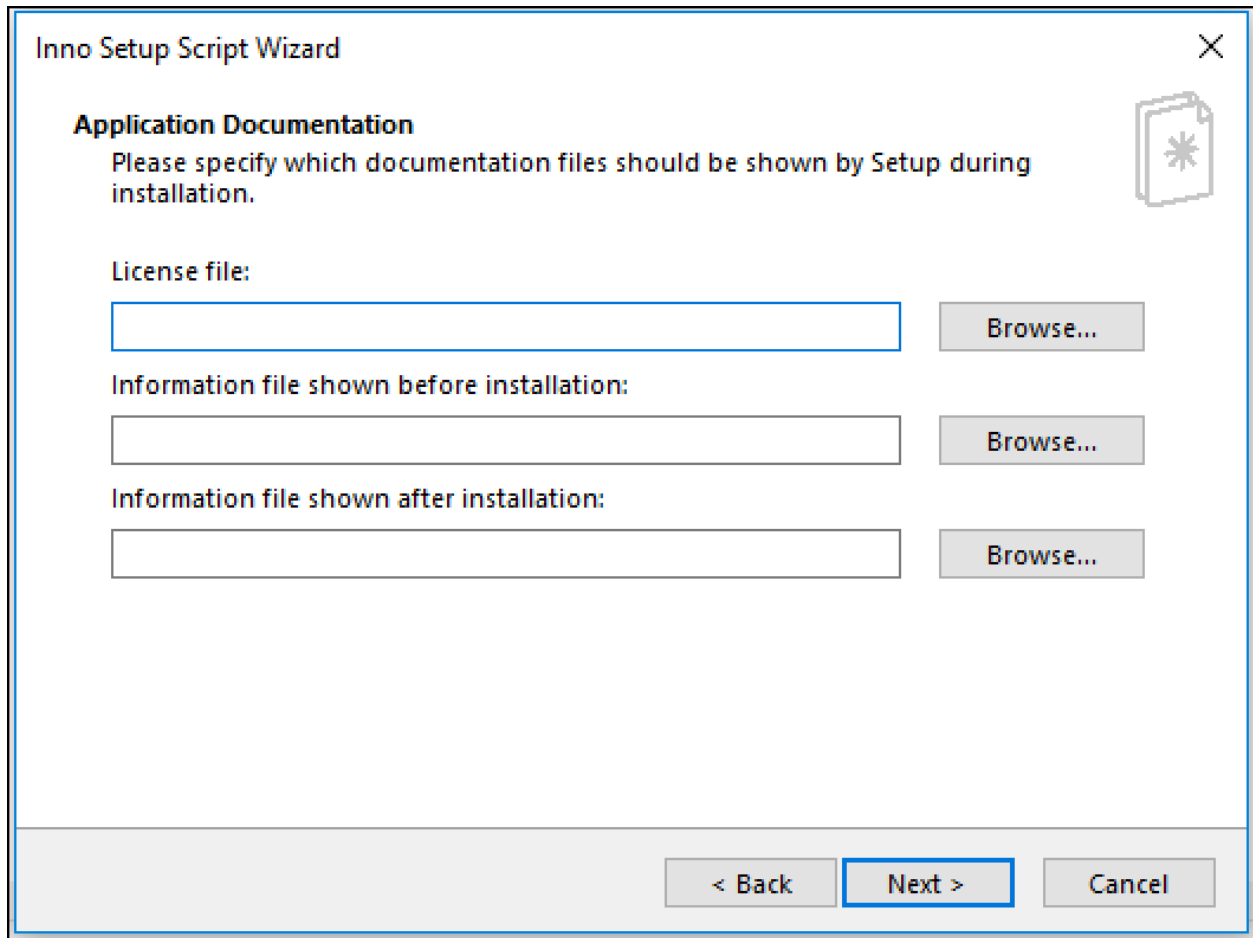 Inno Setup Script Wizard
Application Documentation
Please specify which documentation files should be shown by Setup during
installation.
License file:
Browse...
Information file shown before installation:
Browse...
Information file shown after installation:
Browse...
< Back
Next >
Cancel